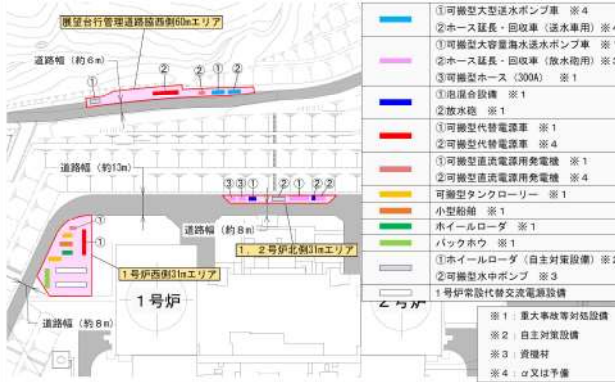 展望台行管理道路脇西側60mエリア
道路幅（約６m）
① ② ② ① ②
道路幅（約13m）
③③① ② ① ②②
道路幅（約８m）
１，２号炉北側31mエリア
①
①
１号炉西側31mエリア
１号炉
２号炉
道路幅（約８m）
①可搬型大型送水ポンプ車 ※４
②ホース延長・回収車（送水車用）※４
①可搬型大容量海水送水ポンプ車 ※１
②ホース延長・回収車（放水砲用）※３
③可搬型ホース（300A） ※１
①泡混合設備 ※１
②放水砲 ※１
①可搬型代替電源車 ※１
②可搬型代替電源車 ※４
①可搬型直流電源用発電機 ※１
②可搬型直流電源用発電機 ※４
可搬型タンクローリー ※１
小型船舶 ※１
ホイールローダ ※１
バックホウ ※１
①ホイールローダ（自主対策設備）※２
②可搬型水中ポンプ ※３
１号炉常設代替交流電源設備
※１：重大事故等対処設備
※２：自主対策設備
※３：資機材
※４：α又は予備